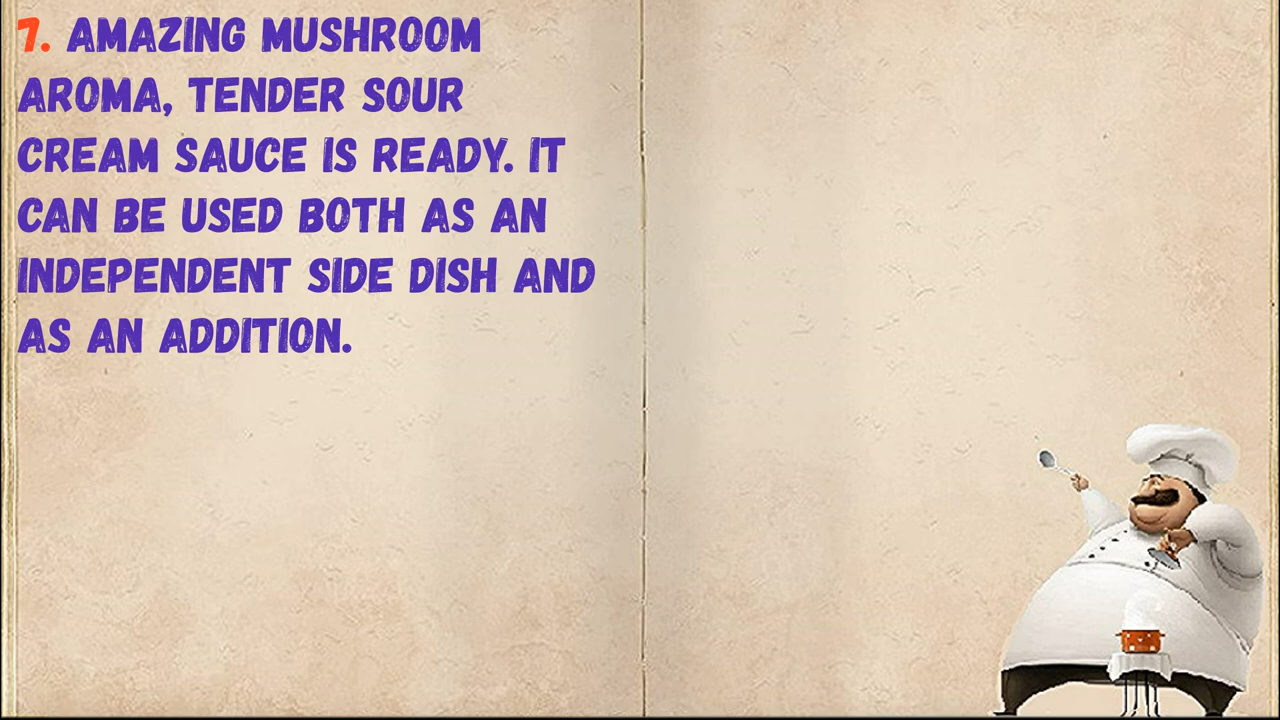 7. AMAZING MUSHROOM
AROMA, TENDER SOUR
CREAM SAUCE IS READY. IT
CAN BE USED BOTH AS AN
INDEPENDENT SIDE DISH AND
AS AN ADDITION.